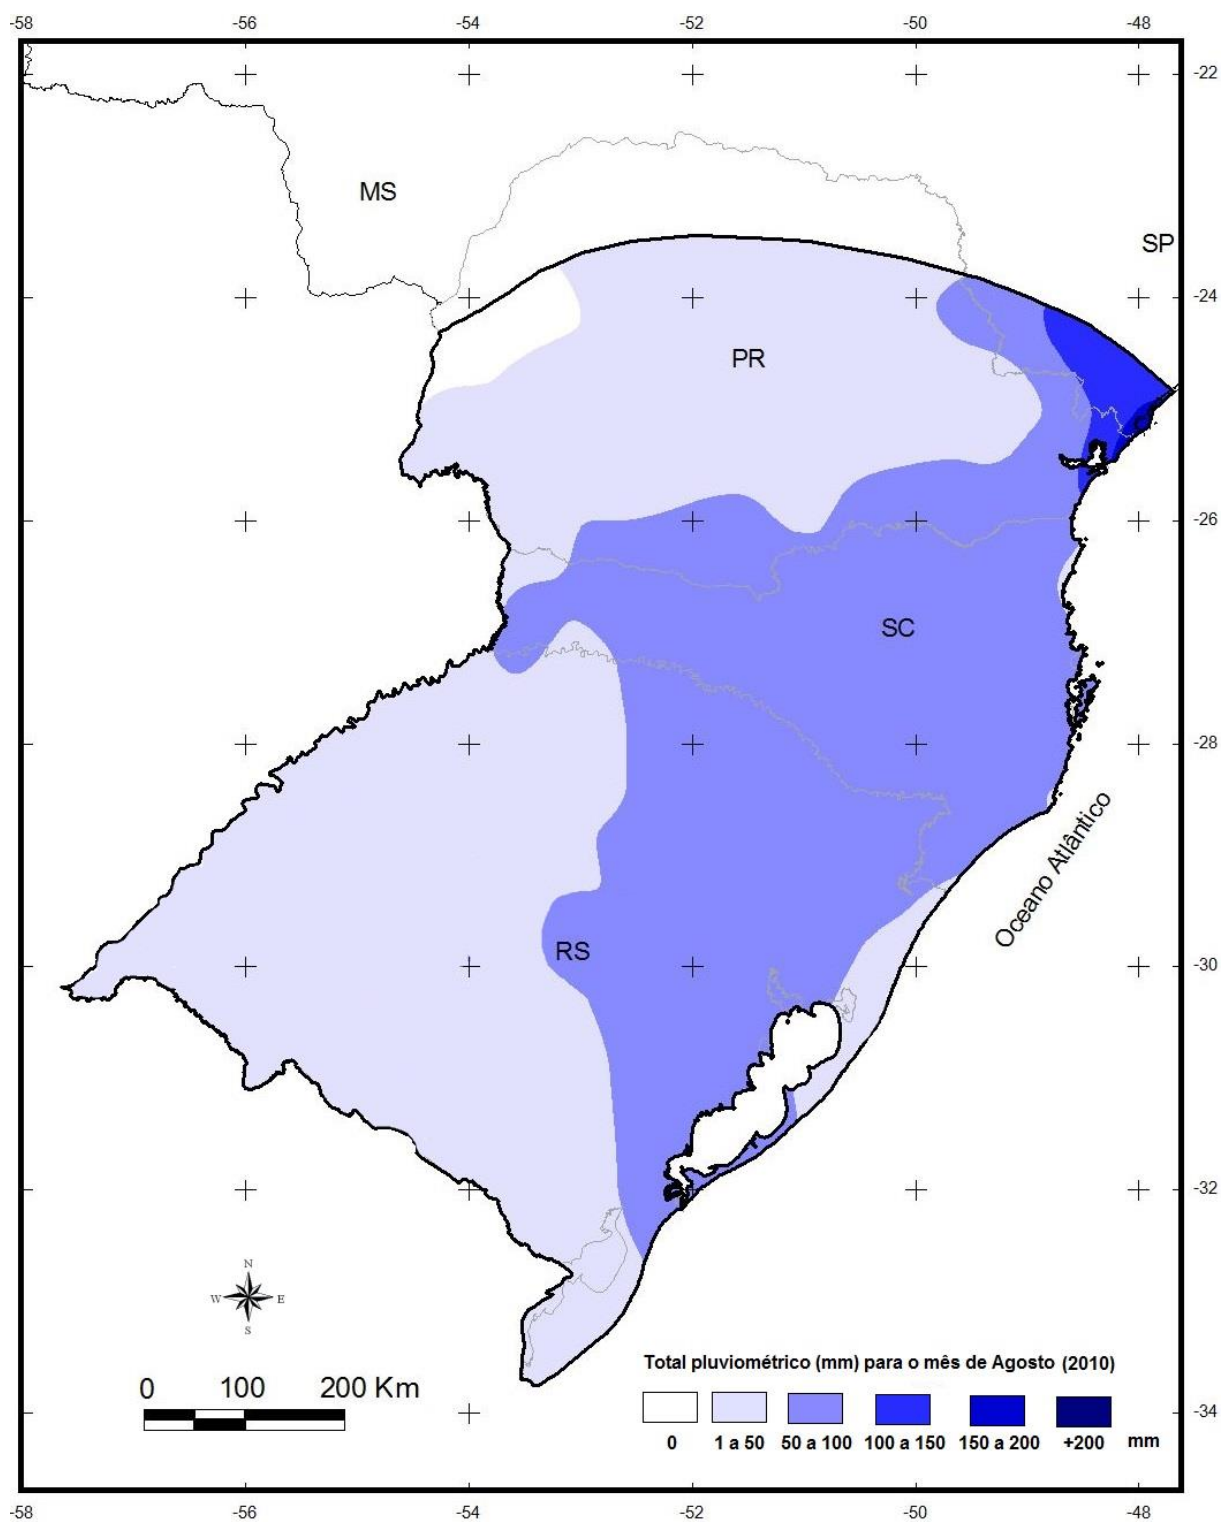 -58 -56 -54 -52 -50 -48
-22
MS
SP
-24
PR
-26
SC
-28
Oceano Atlântico
RS
-30
-32
N
W E
S
Total pluviométrico (mm) para o mês de Agosto (2010)
0 100 200 Km
0 1 a 50 50 a 100 100 a 150 150 a 200 +200 mm
-34
-58 -56 -54 -52 -50 -48